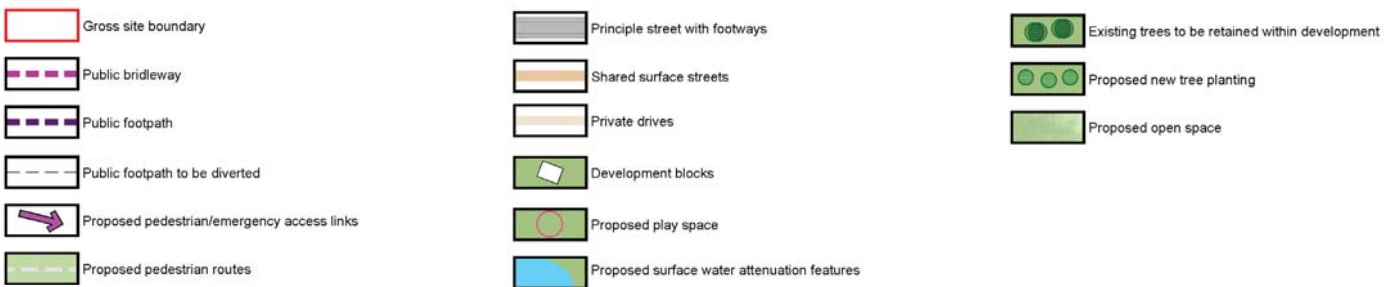 Gross site boundary
Public bridleway
Public footpath
Public footpath to be diverted
Proposed pedestrian/emergency access links
Proposed pedestrian routes
Principle street with footways
Shared surface streets
Private drives
Development blocks
Proposed play space
Proposed surface water attenuation features
Existing trees to be retained within development
Proposed new tree planting
Proposed open space